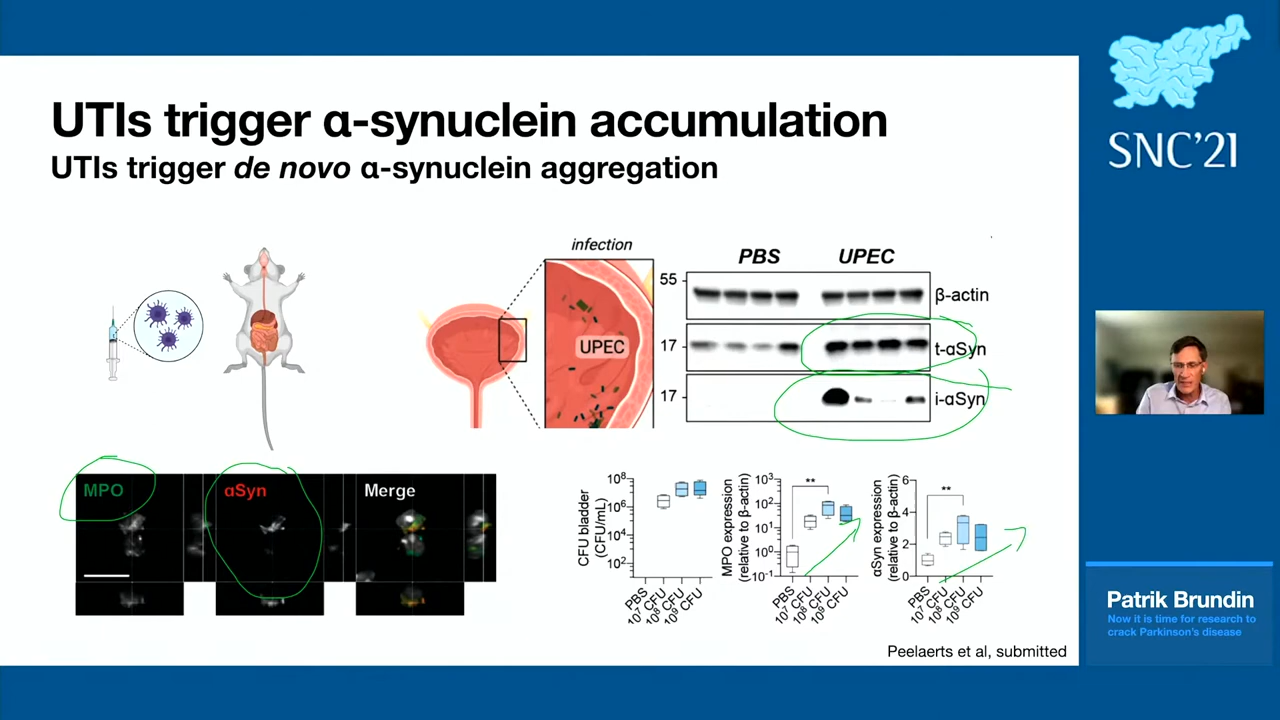 UTIs trigger α-synuclein accumulation
UTIs trigger de novo α-synuclein aggregation
infection
UPEC
PBS
UPEC
55
β-actin
17
t-αSyn
17
i-αSyn
MPO
αSyn
Merge
CFU bladder
(CFU/mL)
10⁸
10⁶
10⁴
10²
PBS
10⁷ CFU
10⁸ CFU
10⁹ CFU
MPO expression
(relative to β-actin)
10³
10²
10¹
10⁰
10⁻¹
**
PBS
10⁷ CFU
10⁸ CFU
10⁹ CFU
αSyn expression
(relative to β-actin)
6
4
2
0
**
PBS
10⁷ CFU
10⁸ CFU
10⁹ CFU
Peelaerts et al, submitted
SNC'21
Patrik Brundin
Now it is time for research to
crack Parkinson's disease